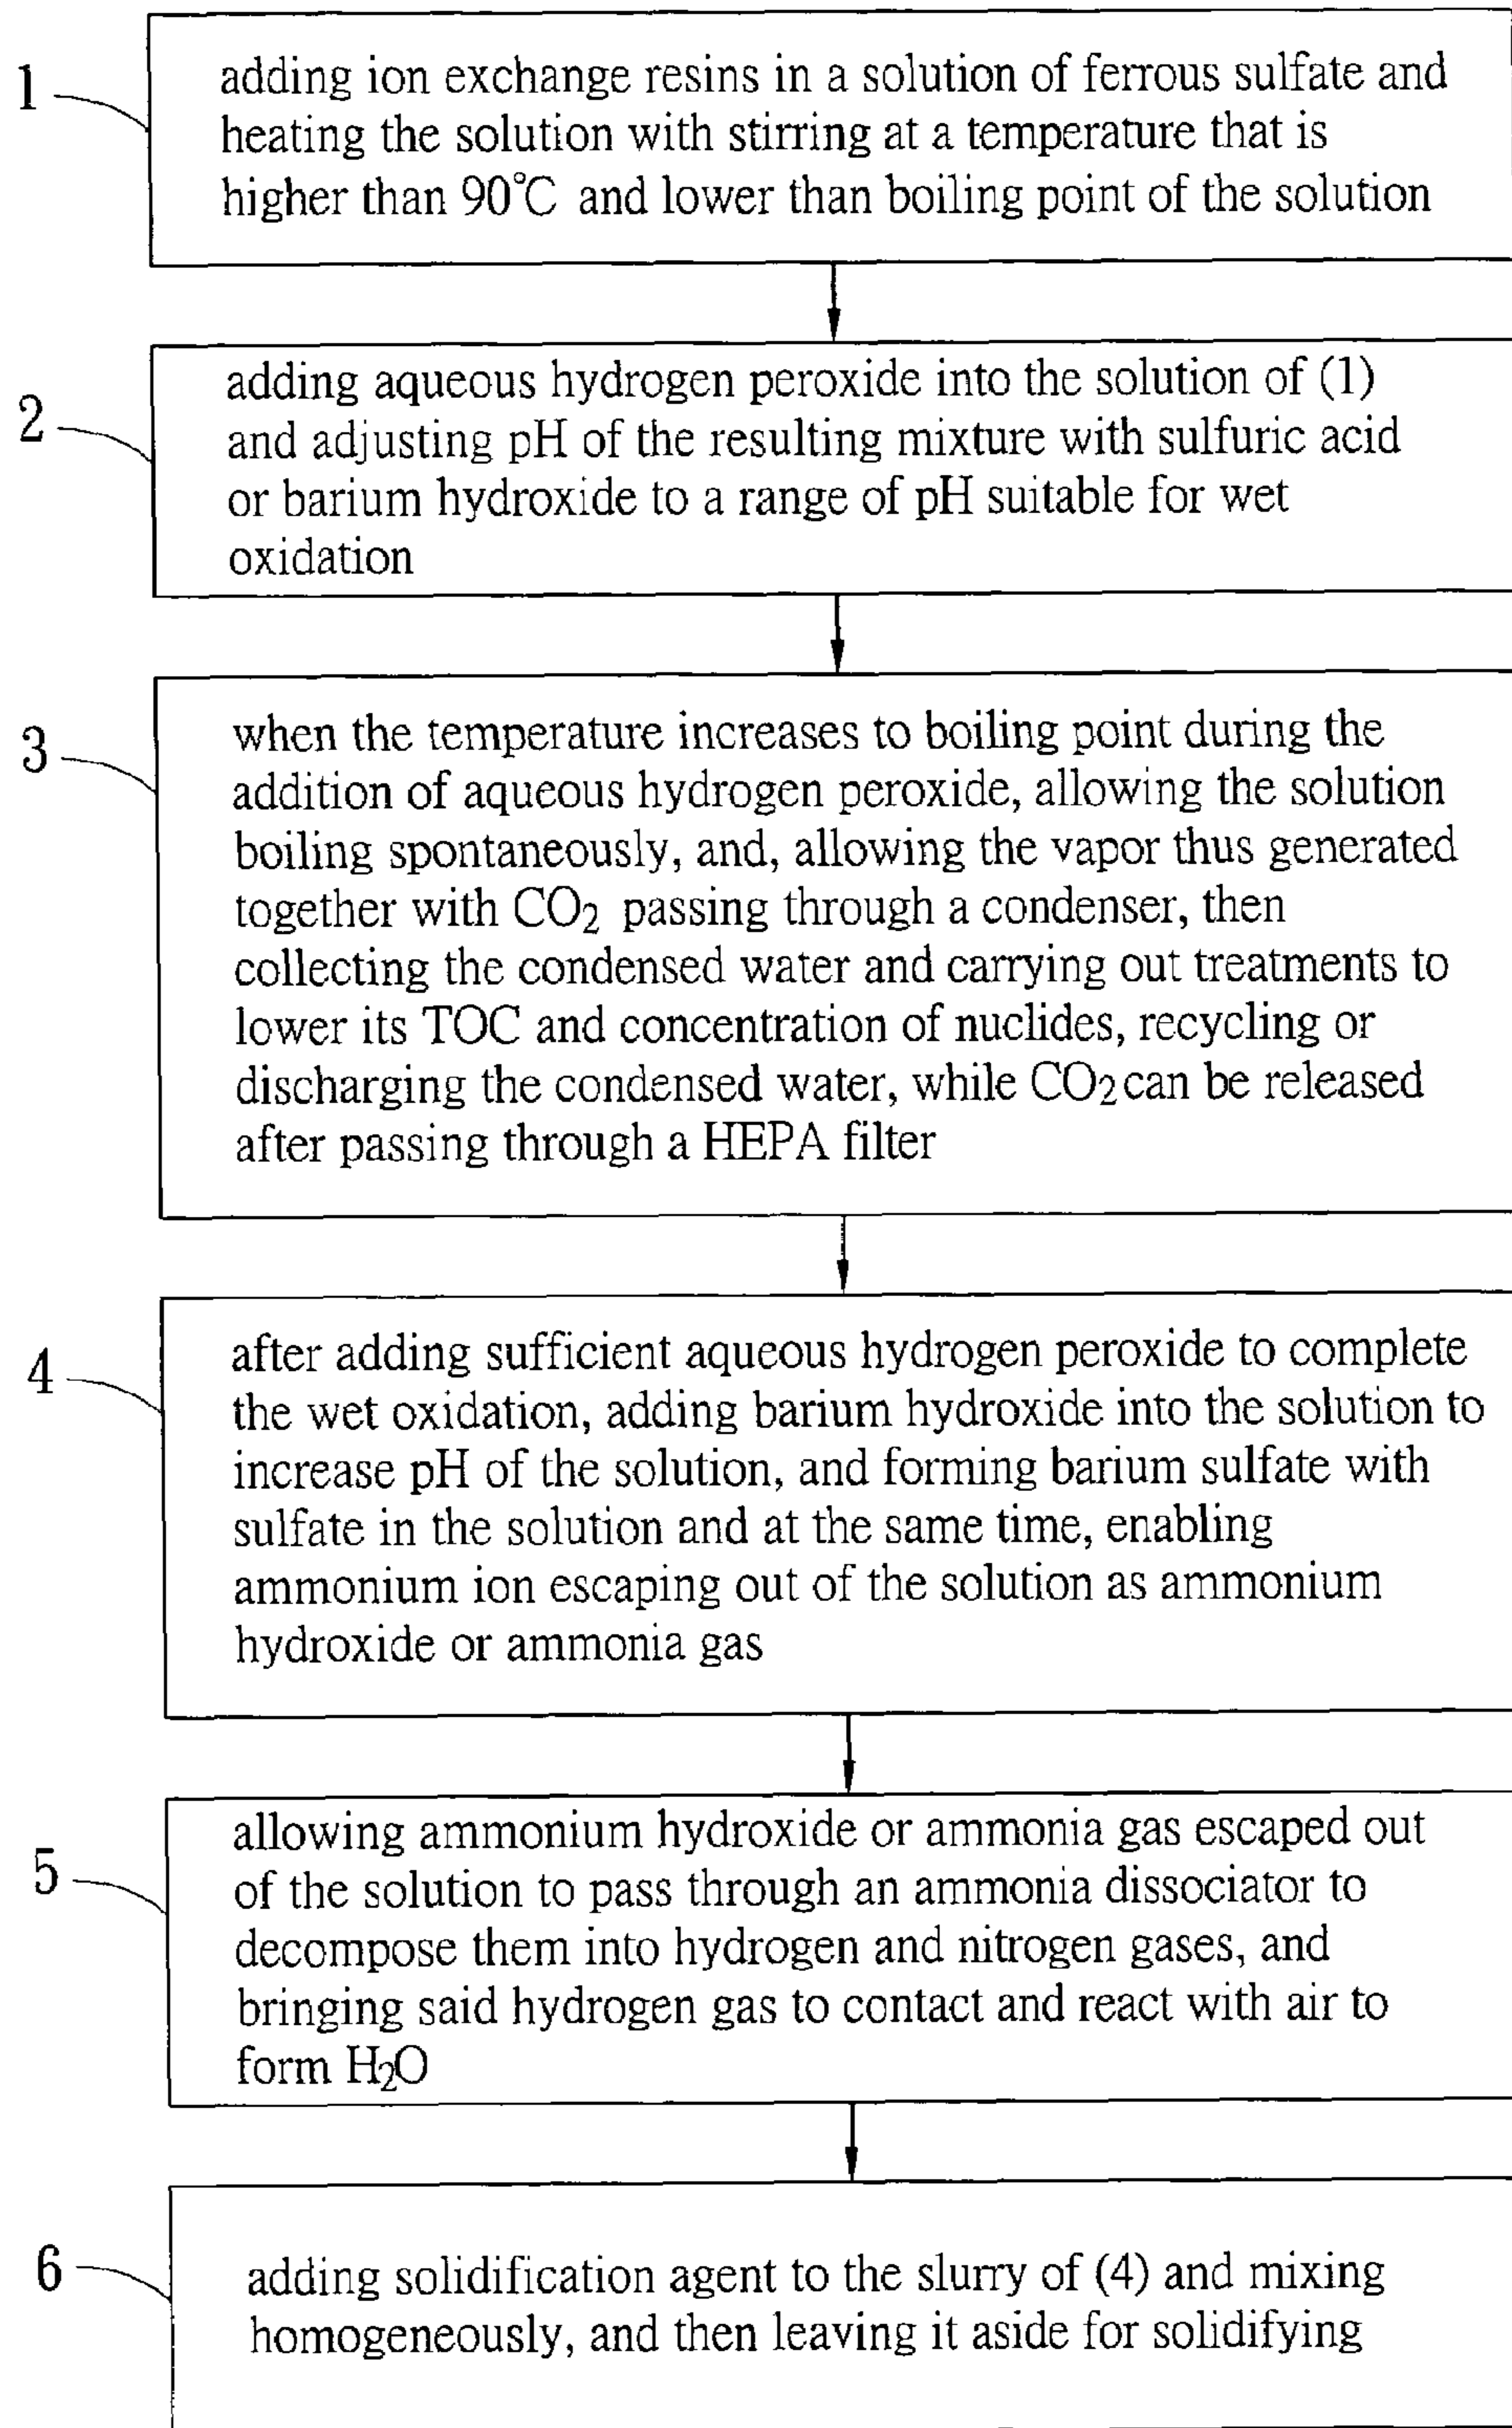 1
adding ion exchange resins in a solution of ferrous sulfate and
heating the solution with stirring at a temperature that is
higher than 90°C and lower than boiling point of the solution
2
adding aqueous hydrogen peroxide into the solution of (1)
and adjusting pH of the resulting mixture with sulfuric acid
or barium hydroxide to a range of pH suitable for wet
oxidation
3
when the temperature increases to boiling point during the
addition of aqueous hydrogen peroxide, allowing the solution
boiling spontaneously, and, allowing the vapor thus generated
together with CO2 passing through a condenser, then
collecting the condensed water and carrying out treatments to
lower its TOC and concentration of nuclides, recycling or
discharging the condensed water, while CO2 can be released
after passing through a HEPA filter
4
after adding sufficient aqueous hydrogen peroxide to complete
the wet oxidation, adding barium hydroxide into the solution to
increase pH of the solution, and forming barium sulfate with
sulfate in the solution and at the same time, enabling
ammonium ion escaping out of the solution as ammonium
hydroxide or ammonia gas
5
allowing ammonium hydroxide or ammonia gas escaped out
of the solution to pass through an ammonia dissociator to
decompose them into hydrogen and nitrogen gases, and
bringing said hydrogen gas to contact and react with air to
form H2O
6
adding solidification agent to the slurry of (4) and mixing
homogeneously, and then leaving it aside for solidifying